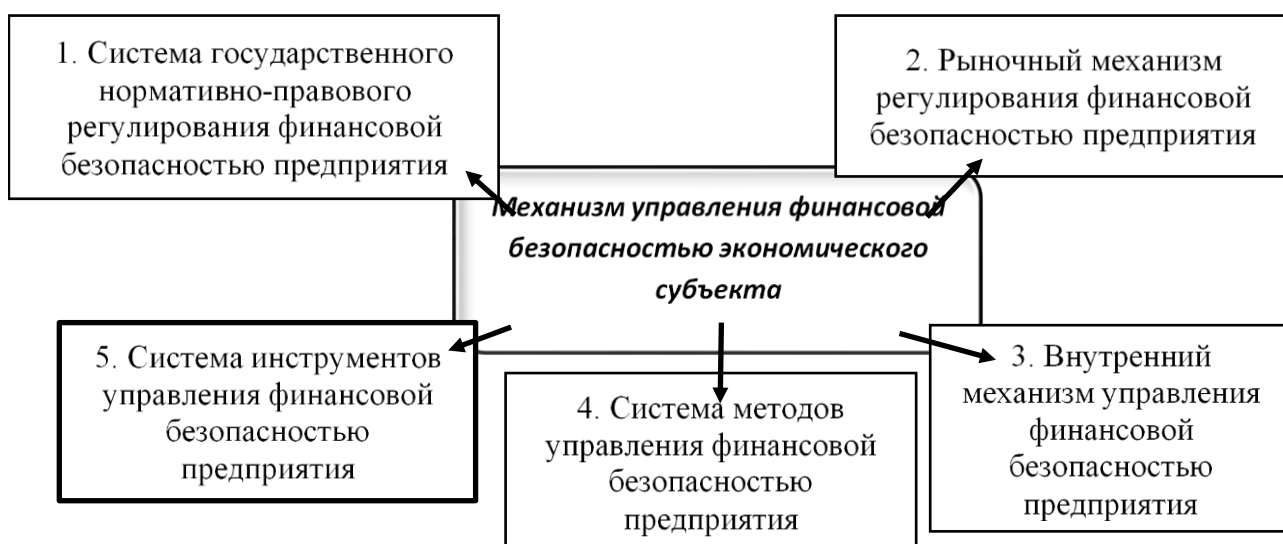 1. Система государственного
нормативно-правового
регулирования финансовой
безопасностью предприятия
2. Рыночный механизм
регулирования финансовой
безопасностью предприятия
Механизм управления финансовой
безопасностью экономического
субъекта
5. Система инструментов
управления финансовой
безопасностью
предприятия
4. Система методов
управления финансовой
безопасностью
предприятия
3. Внутренний
механизм управления
финансовой
безопасностью
предприятия